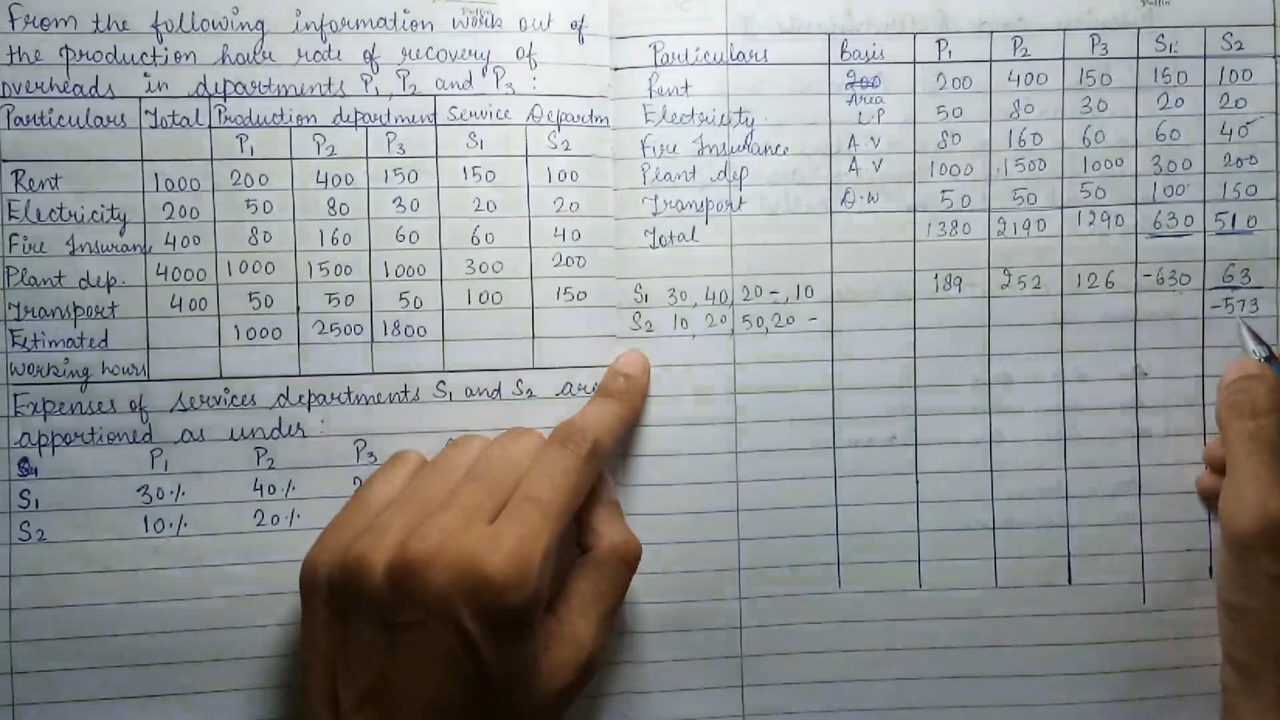 From the following information work out of
the production hour rate of recovery of
overheads in departments P1, P2 and P3 :
Particulars Total Production department Service Departm
P1 P2 P3 S1 S2
Rent 1000 200 400 150 150 100
Electricity 200 50 80 30 20 20
Fire Insuran 400 80 160 60 60 40
Plant dep. 4000 1000 1500 1000 300 200
Transport 400 50 50 50 100 150
Estimated 1000 2500 1800
working hours
Expenses of services departments S1 and S2 are
apportioned as under :
P1 P2 P3
S1 30% 40% 2
S2 10% 20%
Particulars Basis P1 P2 P3 S1 S2
Rent Area 200 400 150 150 100
Electricity L.P 50 80 30 20 20
Fire Insurance A.V 80 160 60 60 40
Plant dep A.V 1000 1500 1000 300 200
Transport D.W 50 50 50 100 150
Total 1380 2190 1290 630 510
S1 30, 40, 20 -, 10 189 252 126 -630 63
S2 10, 20, 50, 20 - -573